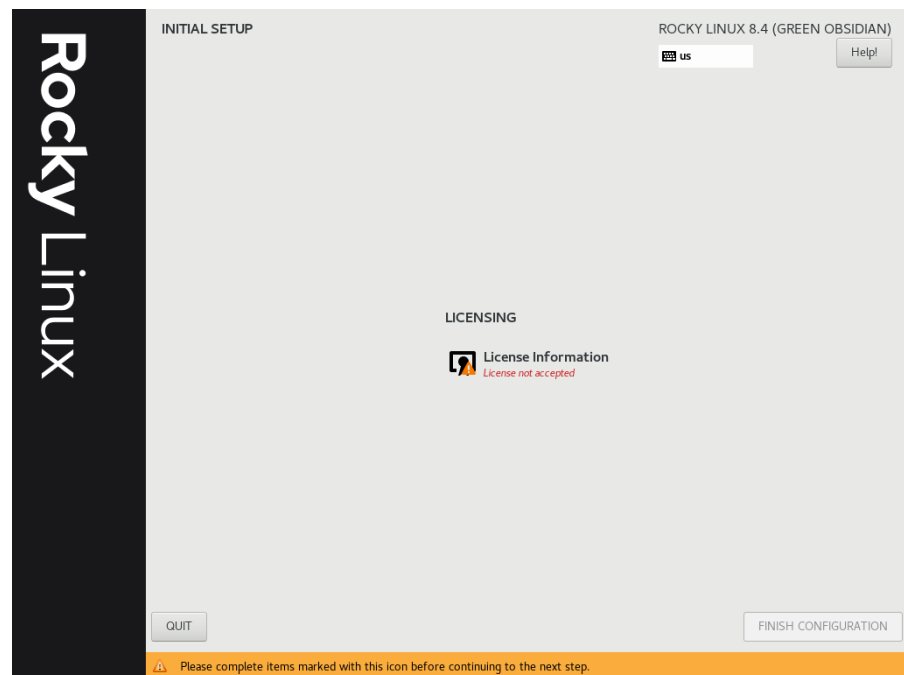 Rocky Linux
INITIAL SETUP
ROCKY LINUX 8.4 (GREEN OBSIDIAN)
us
Help!
LICENSING
License Information
License not accepted
QUIT
FINISH CONFIGURATION
Please complete items marked with this icon before continuing to the next step.